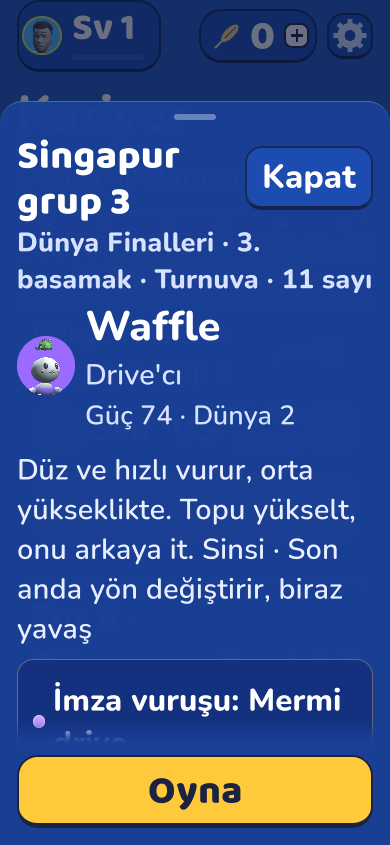 Sv 1
0
Kariyer
Singapur
grup 3
Kapat
Dünya Finalleri · 3.
basamak · Turnuva · 11 sayı
Waffle
Drive'cı
Güç 74 · Dünya 2
Düz ve hızlı vurur, orta
yükseklikte. Topu yükselt,
onu arkaya it. Sinsi · Son
anda yön değiştirir, biraz
yavaş
İmza vuruşu: Mermi
drive
Oyna